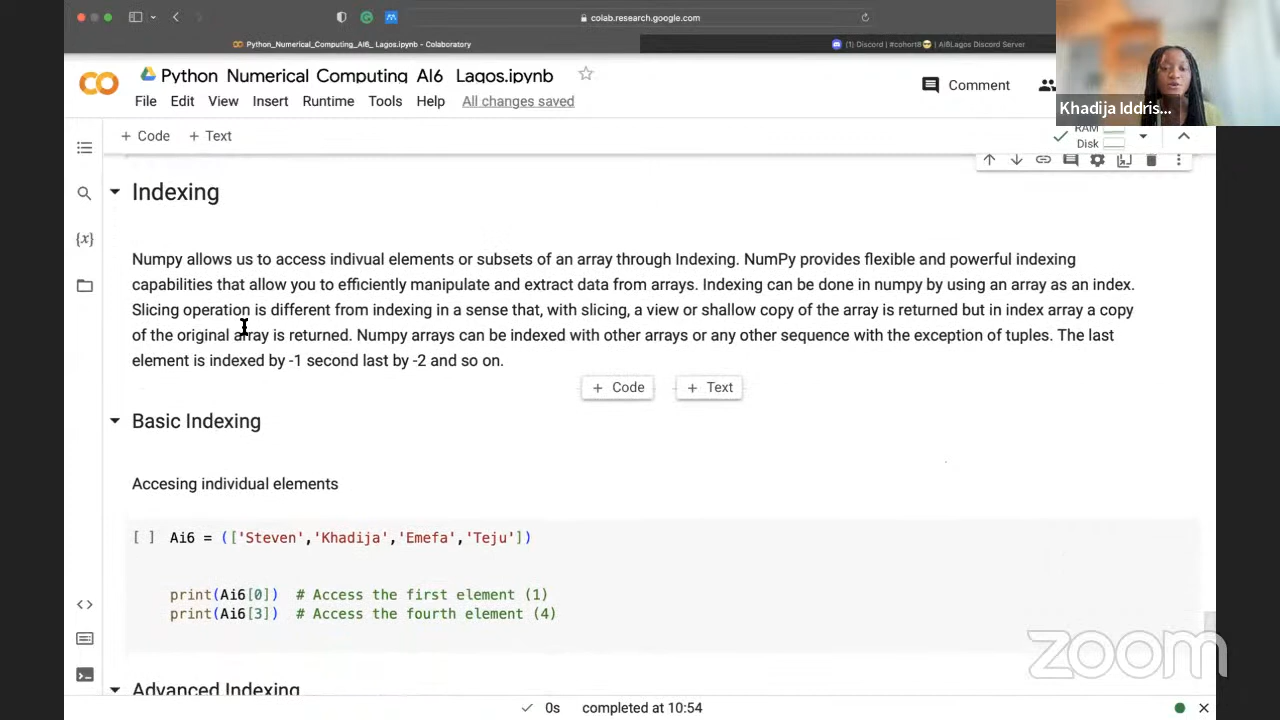 colab.research.google.com
Python_Numerical_Computing_AI6_ Lagos.ipynb - Colaboratory
(1) Discord | #cohort8😎 | AI6Lagos Discord Server
Python_Numerical_Computing_AI6_ Lagos.ipynb
File Edit View Insert Runtime Tools Help All changes saved
Comment
Khadija Iddris...
+ Code + Text
RAM
Disk
Indexing
{x}
Numpy allows us to access indivual elements or subsets of an array through Indexing. NumPy provides flexible and powerful indexing
capabilities that allow you to efficiently manipulate and extract data from arrays. Indexing can be done in numpy by using an array as an index.
Slicing operation is different from indexing in a sense that, with slicing, a view or shallow copy of the array is returned but in index array a copy
of the original array is returned. Numpy arrays can be indexed with other arrays or any other sequence with the exception of tuples. The last
element is indexed by -1 second last by -2 and so on.
+ Code + Text
Basic Indexing
Accesing individual elements
[ ] Ai6 = (['Steven','Khadija','Emefa','Teju'])
print(Ai6[0]) # Access the first element (1)
print(Ai6[3]) # Access the fourth element (4)
zoom
Advanced Indexing
0s completed at 10:54